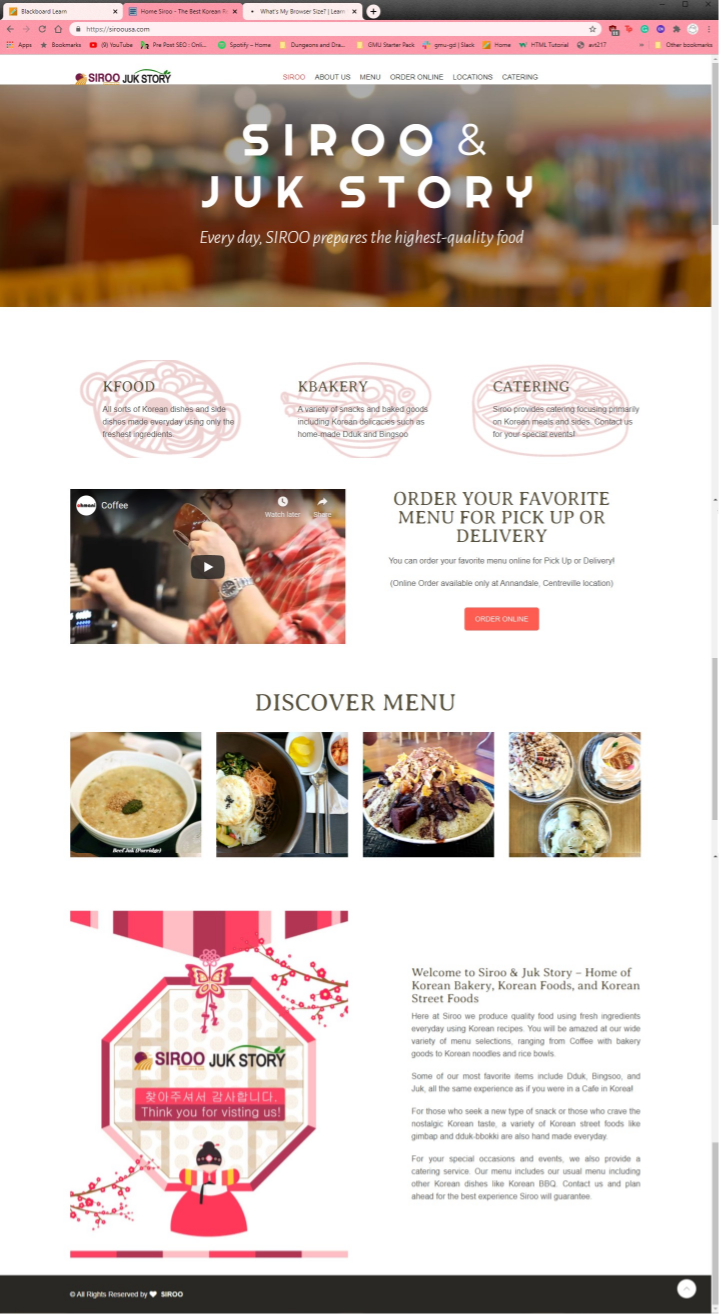 Blackboard Learn
Home Siroo - The Best Korean F
What's My Browser Size? | Learn
https://siroousa.com
Apps
Bookmarks
(9) YouTube
Pre Post SEO : Onli...
Spotify – Home
Dungeons and Dra...
GMU Starter Pack
gmu-gd | Slack
Home
HTML Tutorial
avt217
»
Other bookmarks
SIROO JUK STORY
SIROO ABOUT US MENU ORDER ONLINE LOCATIONS CATERING
SIROO &
JUK STORY
Every day, SIROO prepares the highest-quality food
KFOOD
All sorts of Korean dishes and side
dishes made everyday using only the
freshest ingredients.
KBAKERY
A variety of snacks and baked goods
including Korean delicacies such as
home-made Dduk and Bingsoo
CATERING
Siroo provides catering focusing primarily
on Korean meals and sides. Contact us
for your special events!
Coffee
Watch later
Share
ORDER YOUR FAVORITE
MENU FOR PICK UP OR
DELIVERY
You can order your favorite menu online for Pick Up or Delivery!
(Online Order available only at Annandale, Centreville location)
ORDER ONLINE
DISCOVER MENU
Beef Juk (Porridge)
SIROO JUK STORY
찾아주셔서 감사합니다.
Thank you for visting us!
Welcome to Siroo & Juk Story – Home of
Korean Bakery, Korean Foods, and Korean
Street Foods
Here at Siroo we produce quality food using fresh ingredients
everyday using Korean recipes. You will be amazed at our wide
variety of menu selections, ranging from Coffee with bakery
goods to Korean noodles and rice bowls.
Some of our most favorite items include Dduk, Bingsoo, and
Juk, all the same experience as if you were in a Cafe in Korea!
For those who seek a new type of snack or those who crave the
nostalgic Korean taste, a variety of Korean street foods like
gimbap and dduk-bbokki are also hand made everyday.
For your special occasions and events, we also provide a
catering service. Our menu includes our usual menu including
other Korean dishes like Korean BBQ. Contact us and plan
ahead for the best experience Siroo will guarantee.
© All Rights Reserved by ♥ SIROO